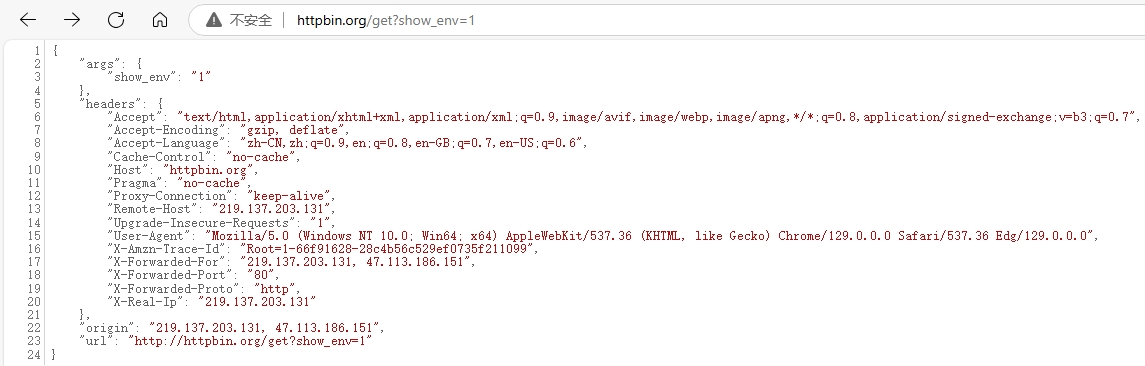 不安全 httpbin.org/get?show_env=1
1 {
2 "args": {
3 "show_env": "1"
4 },
5 "headers": {
6 "Accept": "text/html,application/xhtml+xml,application/xml;q=0.9,image/avif,image/webp,image/apng,*/*;q=0.8,application/signed-exchange;v=b3;q=0.7",
7 "Accept-Encoding": "gzip, deflate",
8 "Accept-Language": "zh-CN,zh;q=0.9,en;q=0.8,en-GB;q=0.7,en-US;q=0.6",
9 "Cache-Control": "no-cache",
10 "Host": "httpbin.org",
11 "Pragma": "no-cache",
12 "Proxy-Connection": "keep-alive",
13 "Remote-Host": "219.137.203.131",
14 "Upgrade-Insecure-Requests": "1",
15 "User-Agent": "Mozilla/5.0 (Windows NT 10.0; Win64; x64) AppleWebKit/537.36 (KHTML, like Gecko) Chrome/129.0.0.0 Safari/537.36 Edg/129.0.0.0",
16 "X-Amzn-Trace-Id": "Root=1-66f91628-28c4b56c529ef0735f211099",
17 "X-Forwarded-For": "219.137.203.131, 47.113.186.151",
18 "X-Forwarded-Port": "80",
19 "X-Forwarded-Proto": "http",
20 "X-Real-Ip": "219.137.203.131"
21 },
22 "origin": "219.137.203.131, 47.113.186.151",
23 "url": "http://httpbin.org/get?show_env=1"
24 }